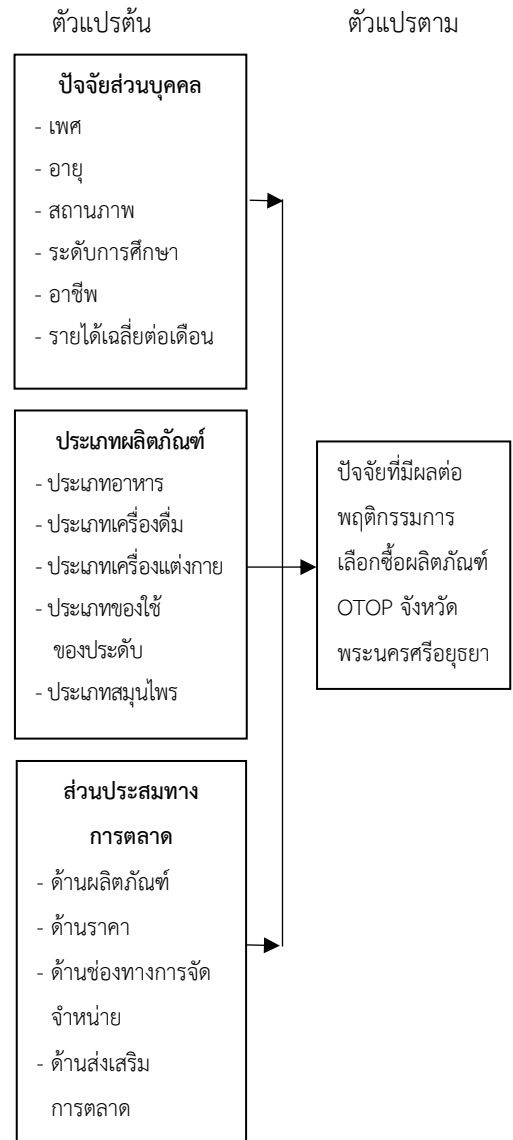 ตัวแปรต้น
ตัวแปรตาม
ปัจจัยส่วนบุคคล
- เพศ
- อายุ
- สถานภาพ
- ระดับการศึกษา
- อาชีพ
- รายได้เฉลี่ยต่อเดือน
ประเภทผลิตภัณฑ์
- ประเภทอาหาร
- ประเภทเครื่องดื่ม
- ประเภทเครื่องแต่งกาย
- ประเภทของใช้
ของประดับ
- ประเภทสมุนไพร
ปัจจัยที่มีผลต่อ
พฤติกรรมการ
เลือกซื้อผลิตภัณฑ์
OTOP จังหวัด
พระนครศรีอยุธยา
ส่วนประสมทาง
การตลาด
- ด้านผลิตภัณฑ์
- ด้านราคา
- ด้านช่องทางการจัด
จำหน่าย
- ด้านส่งเสริม
การตลาด